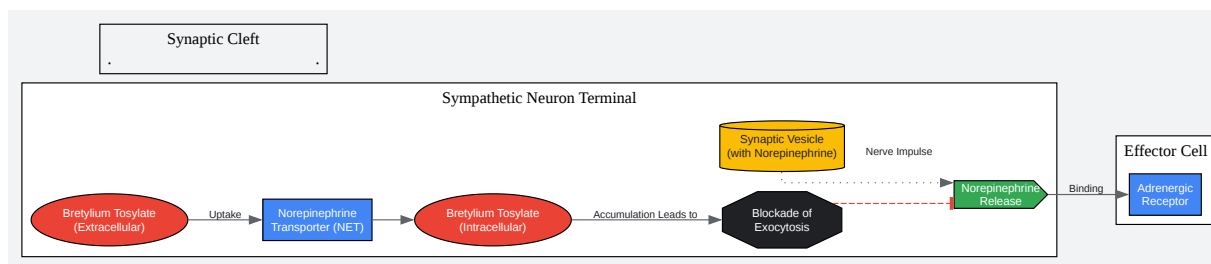 Synaptic Cleft
Sympathetic Neuron Terminal
Synaptic Vesicle
(with Norepinephrine)
Nerve Impulse
Effector Cell
Bretylium Tosylate
(Extracellular)
Uptake
Norepinephrine
Transporter (NET)
Bretylium Tosylate
(Intracellular)
Accumulation Leads to
Blockade of
Exocytosis
Norepinephrine
Release
Binding
Adrenergic
Receptor